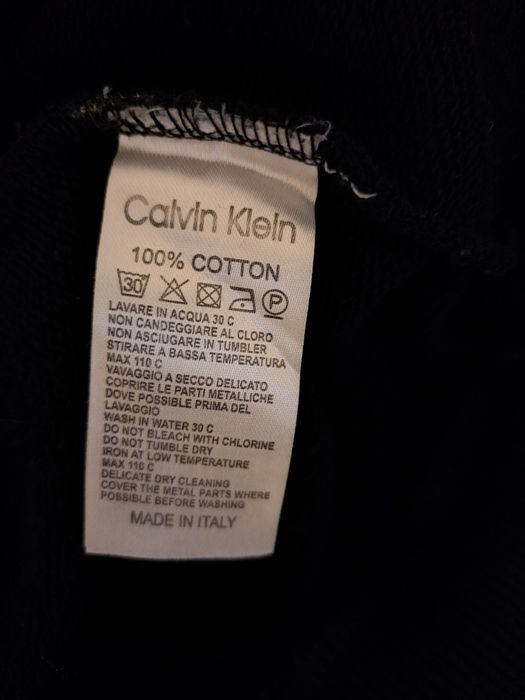 Calvin Klein
100% COTTON
30 P
LAVARE IN ACQUA 30 C
NON CANDEGGIARE AL CLORO
NON ASCIUGARE IN TUMBLER
STIRARE A BASSA TEMPERATURA
MAX 110 C
VAVAGGIO A SECCO DELICATO
COPRIRE LE PARTI METALLICHE
DOVE POSSIBILE PRIMA DEL
LAVAGGIO
WASH IN WATER 30 C
DO NOT BLEACH WITH CHLORINE
DO NOT TUMBLE DRY
IRON AT LOW TEMPERATURE
MAX 110 C
DELICATE DRY CLEANING
COVER THE METAL PARTS WHERE
POSSIBLE BEFORE WASHING
MADE IN ITALY